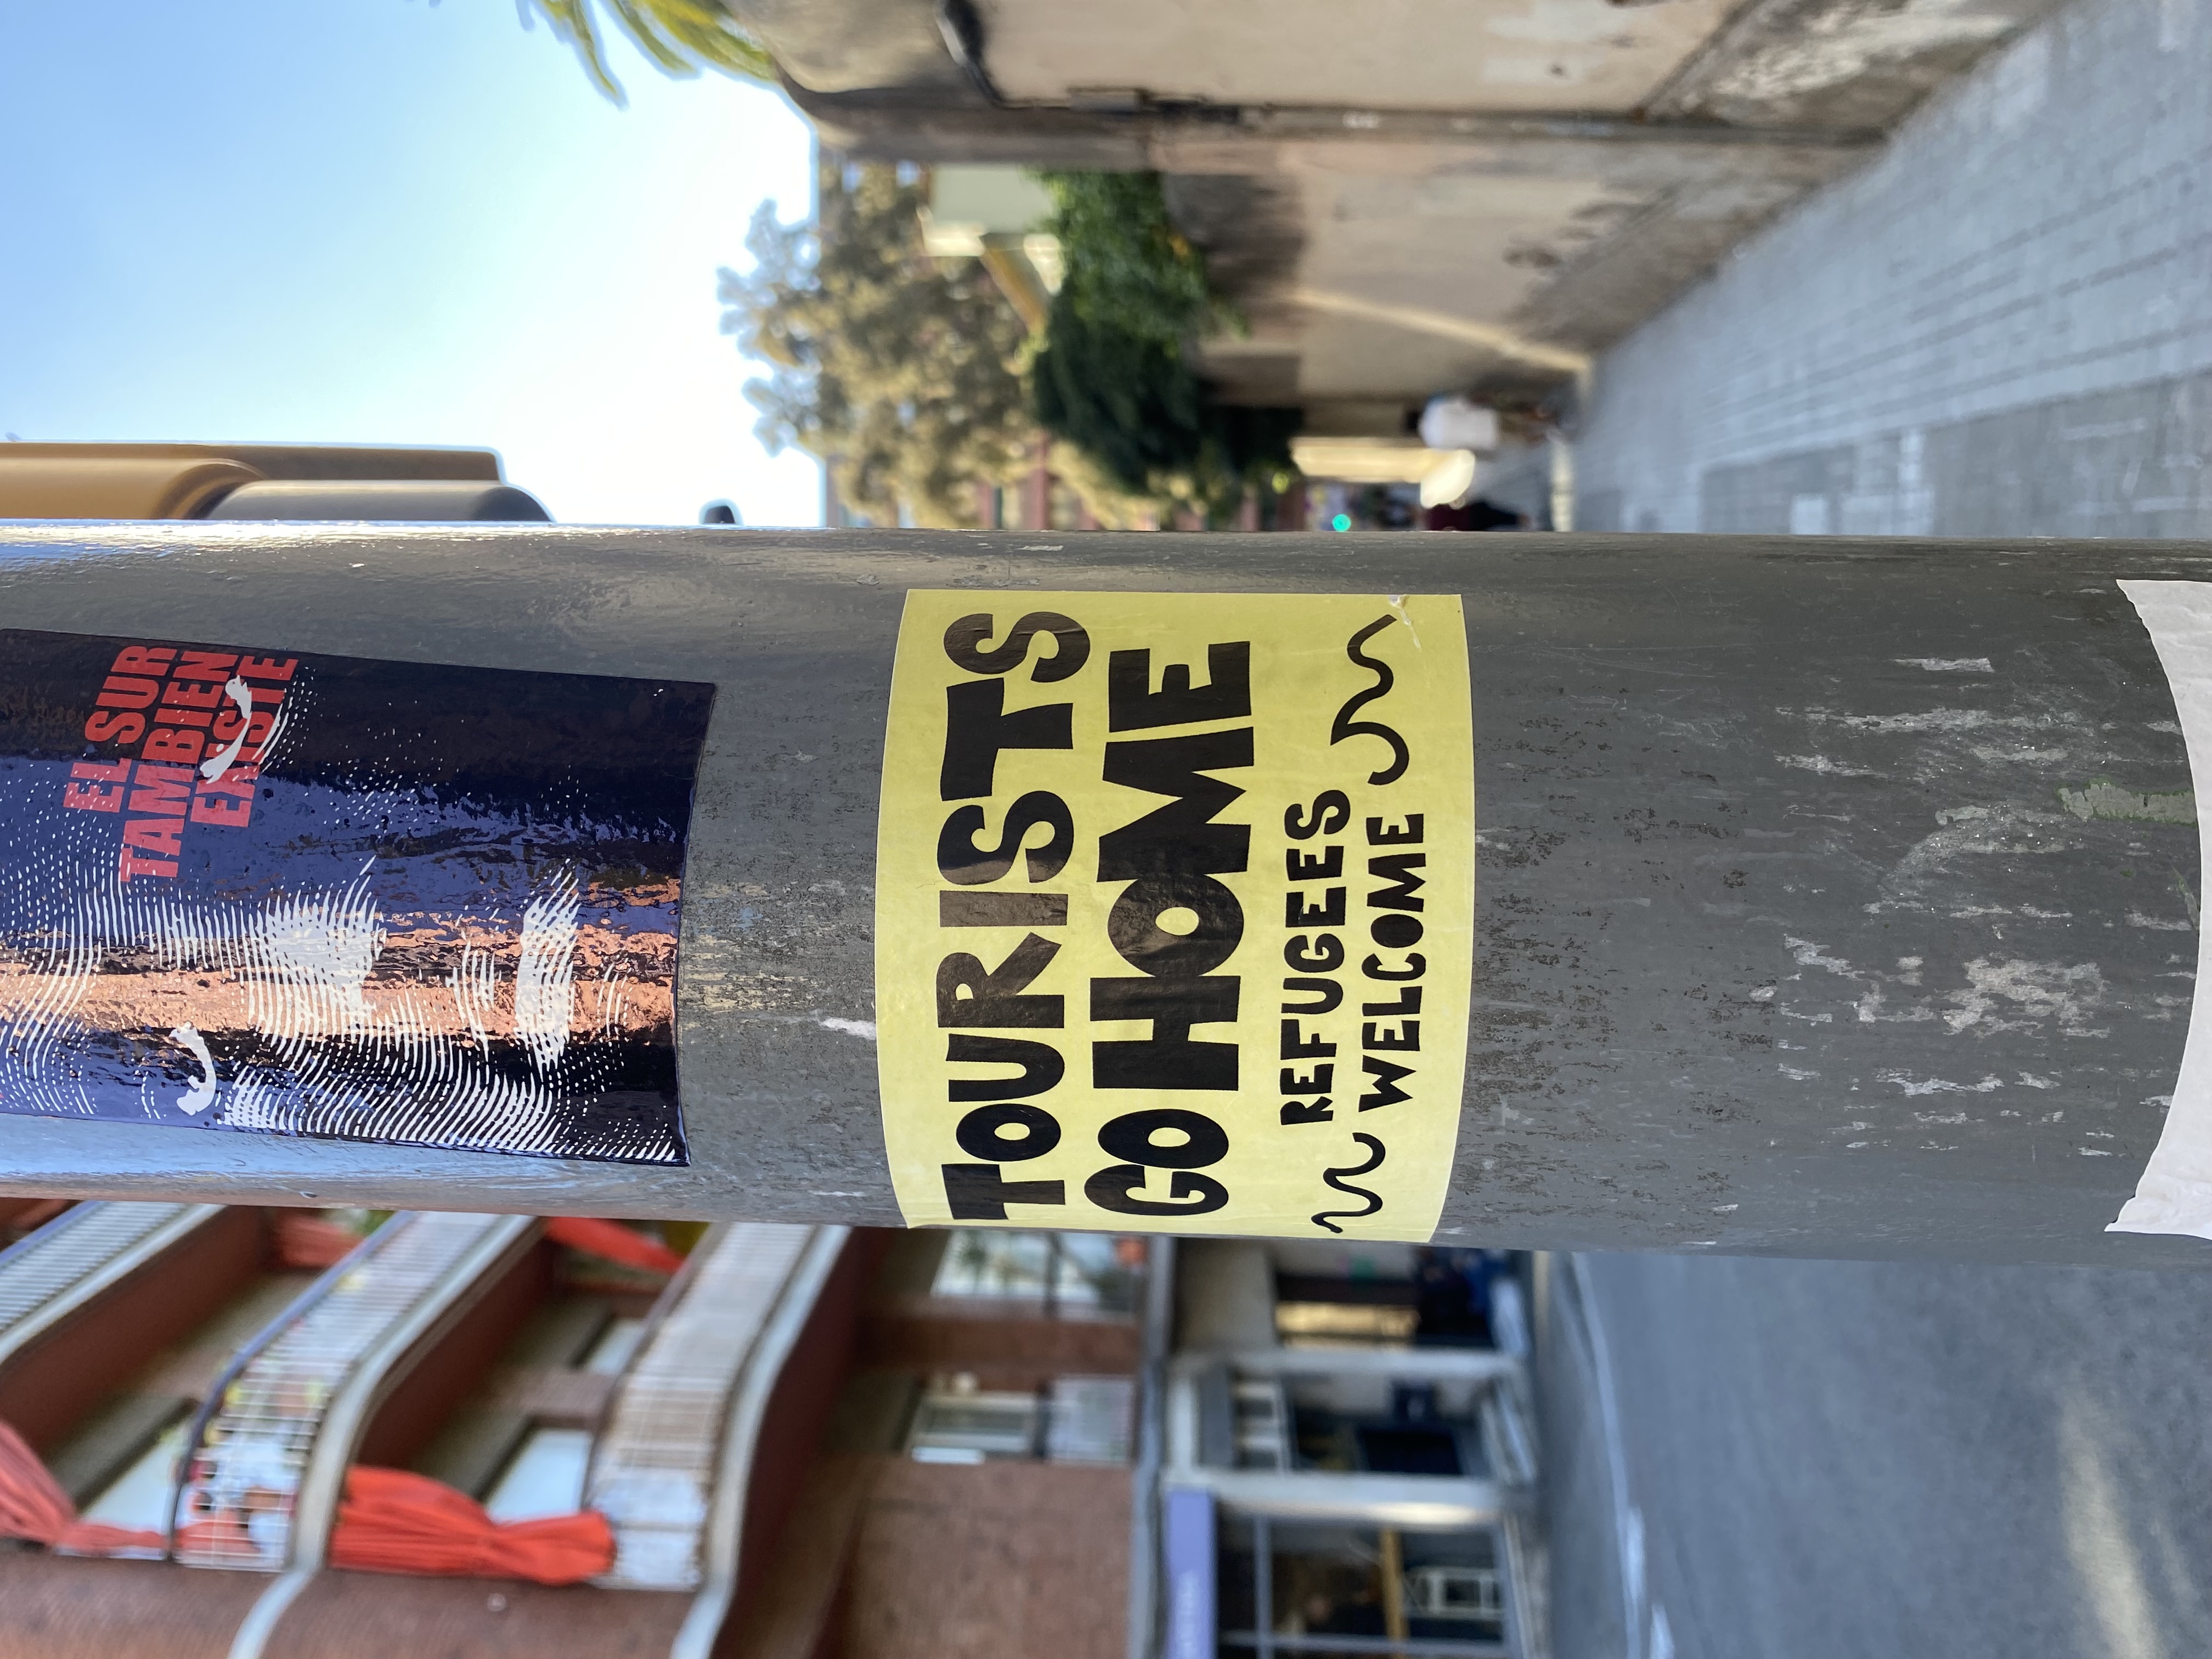 EL SUR
TAMBIEN
EXISTE
TOURISTS
GO HOME
REFUGEES
WELCOME